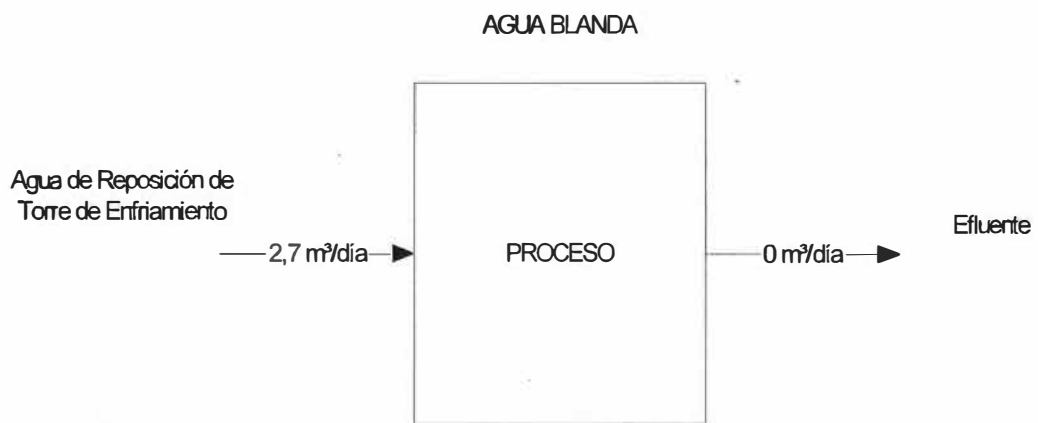 AGUA BLANDA
Agua de Reposición de
Torre de Enfriamiento
2,7 m³/día
PROCESO
0 m³/día
Efluente